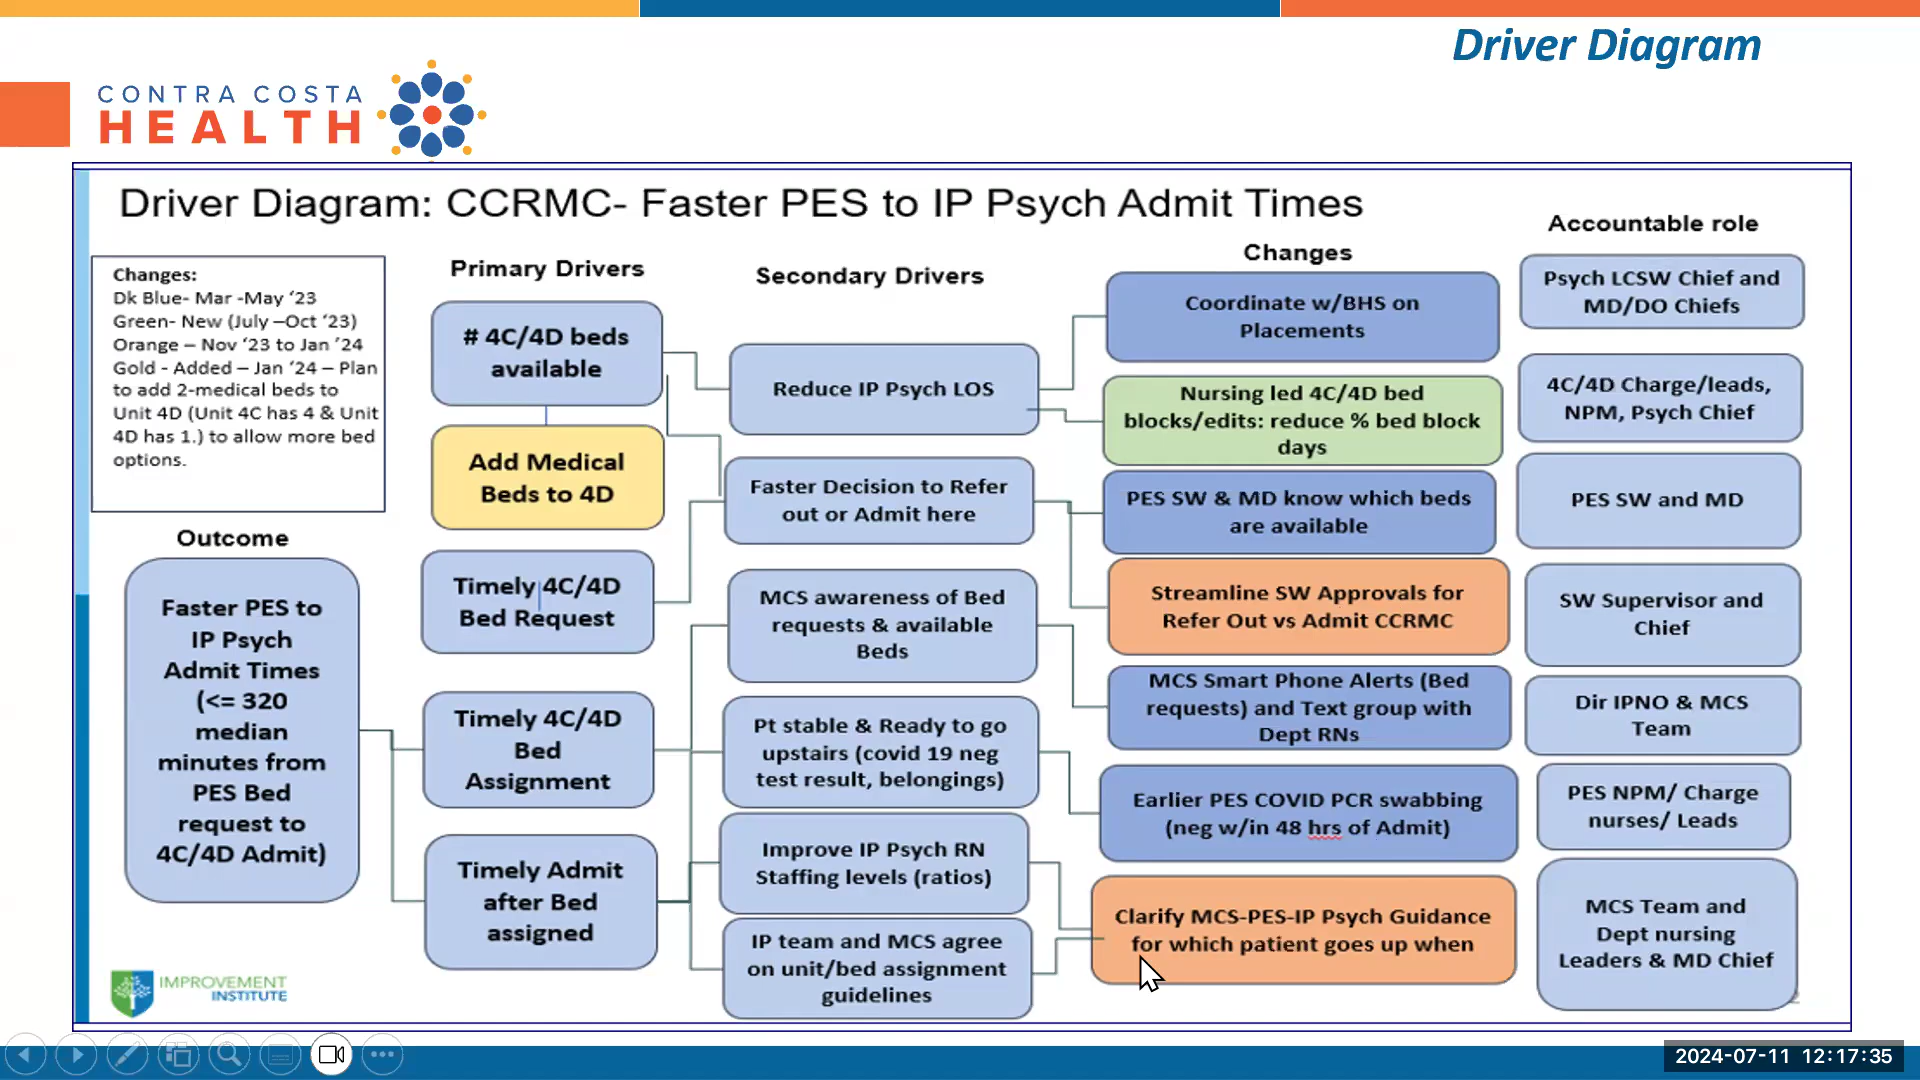 Driver Diagram
CONTRA COSTA
HEALTH
Driver Diagram: CCRMC- Faster PES to IP Psych Admit Times
Changes:
Dk Blue- Mar -May ‘23
Green- New (July –Oct ‘23)
Orange – Nov ‘23 to Jan ’24
Gold - Added – Jan ‘24 – Plan
to add 2-medical beds to
Unit 4D (Unit 4C has 4 & Unit
4D has 1.) to allow more bed
options.
Outcome
Faster PES to
IP Psych
Admit Times
(<= 320
median
minutes from
PES Bed
request to
4C/4D Admit)
Primary Drivers
# 4C/4D beds
available
Add Medical
Beds to 4D
Timely 4C/4D
Bed Request
Timely 4C/4D
Bed
Assignment
Timely Admit
after Bed
assigned
Secondary Drivers
Reduce IP Psych LOS
Faster Decision to Refer
out or Admit here
MCS awareness of Bed
requests & available
Beds
Pt stable & Ready to go
upstairs (covid 19 neg
test result, belongings)
Improve IP Psych RN
Staffing levels (ratios)
IP team and MCS agree
on unit/bed assignment
guidelines
Changes
Coordinate w/BHS on
Placements
Nursing led 4C/4D bed
blocks/edits: reduce % bed block
days
PES SW & MD know which beds
are available
Streamline SW Approvals for
Refer Out vs Admit CCRMC
MCS Smart Phone Alerts (Bed
requests) and Text group with
Dept RNs
Earlier PES COVID PCR swabbing
(neg w/in 48 hrs of Admit)
Clarify MCS-PES-IP Psych Guidance
for which patient goes up when
Accountable role
Psych LCSW Chief and
MD/DO Chiefs
4C/4D Charge/leads,
NPM, Psych Chief
PES SW and MD
SW Supervisor and
Chief
Dir IPNO & MCS
Team
PES NPM/ Charge
nurses/ Leads
MCS Team and
Dept nursing
Leaders & MD Chief
IMPROVEMENT
INSTITUTE
2024-07-11 12:17:35